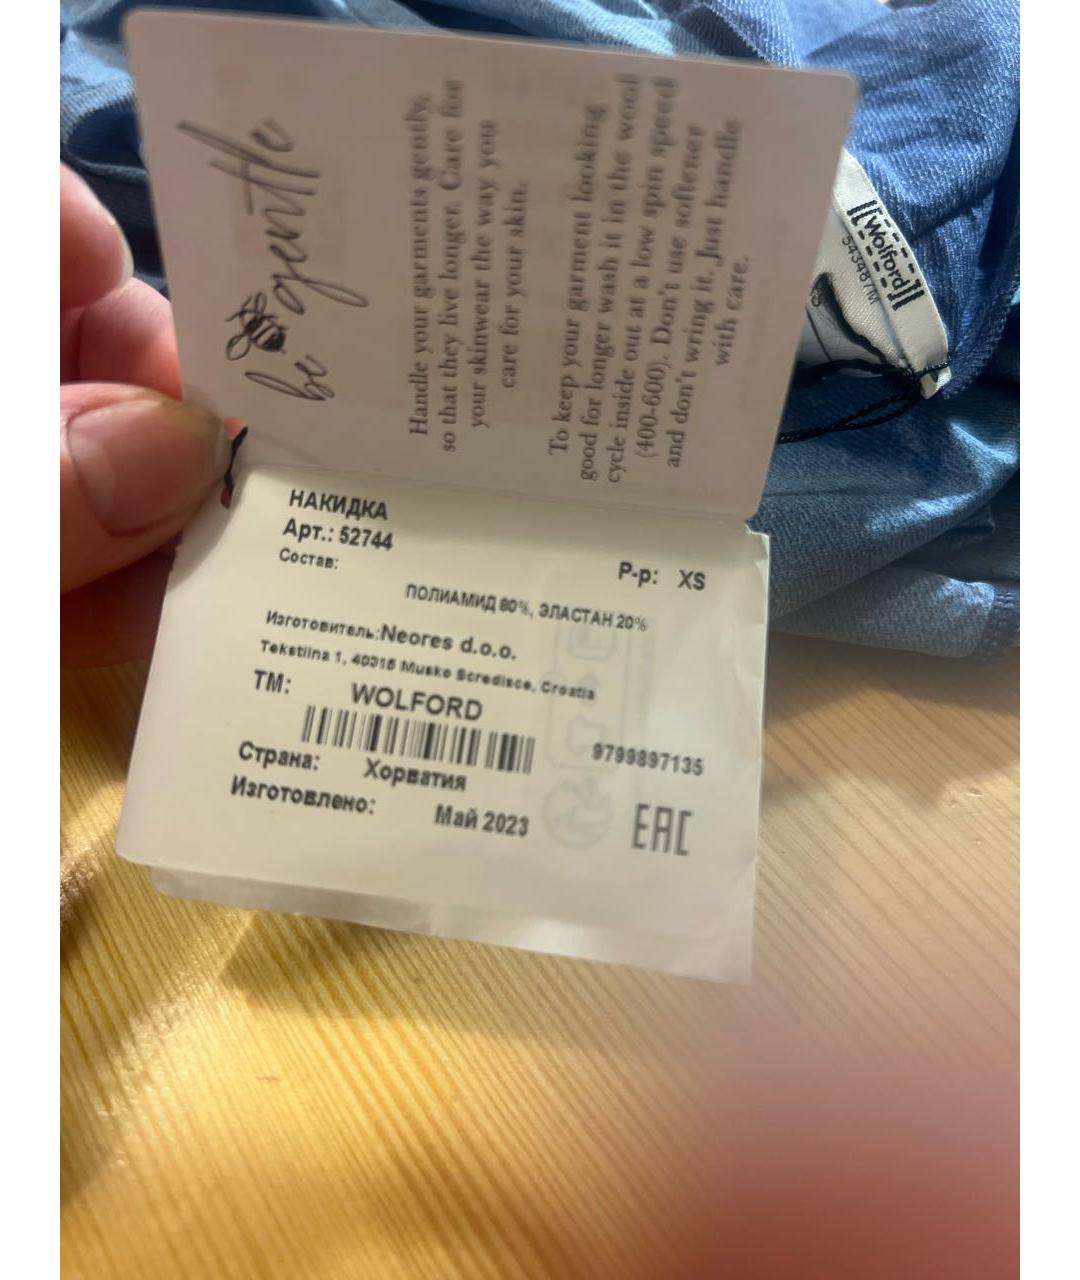 be gentle
Handle your garments gently,
so that they live longer. Care for
your skinwear the way you
care for your skin.
To keep your garment looking
good for longer wash it in the wool
cycle inside out at a low spin speed
(400-600). Don't use softener
and don't wring it. Just handle
with care.
Wolford
543487/M
S
НАКИДКА
Арт.: 52744
Состав:
Р-р: XS
ПОЛИАМИД 80%, ЭЛАСТАН 20%
Изготовитель:Neores d.o.o.
Tekstilna 1, 40315 Mursko Sredisce, Croatia
ТМ: WOLFORD
9799897135
Страна: Хорватия
Изготовлено: Май 2023
EAC